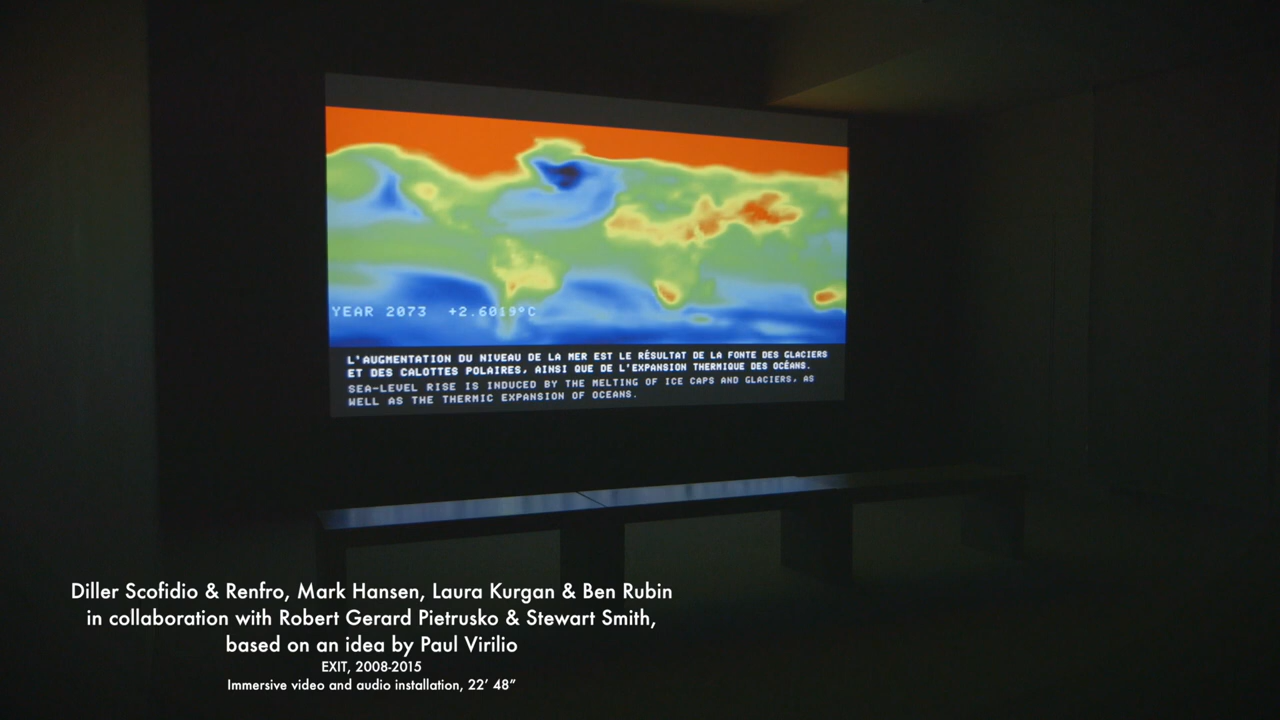 YEAR 2073 +2.6019°C
L'AUGMENTATION DU NIVEAU DE LA MER EST LE RÉSULTAT DE LA FONTE DES GLACIERS
ET DES CALOTTES POLAIRES, AINSI QUE DE L'EXPANSION THERMIQUE DES OCÉANS.
SEA-LEVEL RISE IS INDUCED BY THE MELTING OF ICE CAPS AND GLACIERS, AS
WELL AS THE THERMIC EXPANSION OF OCEANS.
Diller Scofidio & Renfro, Mark Hansen, Laura Kurgan & Ben Rubin
in collaboration with Robert Gerard Pietrusko & Stewart Smith,
based on an idea by Paul Virilio
EXIT, 2008-2015
Immersive video and audio installation, 22’ 48”